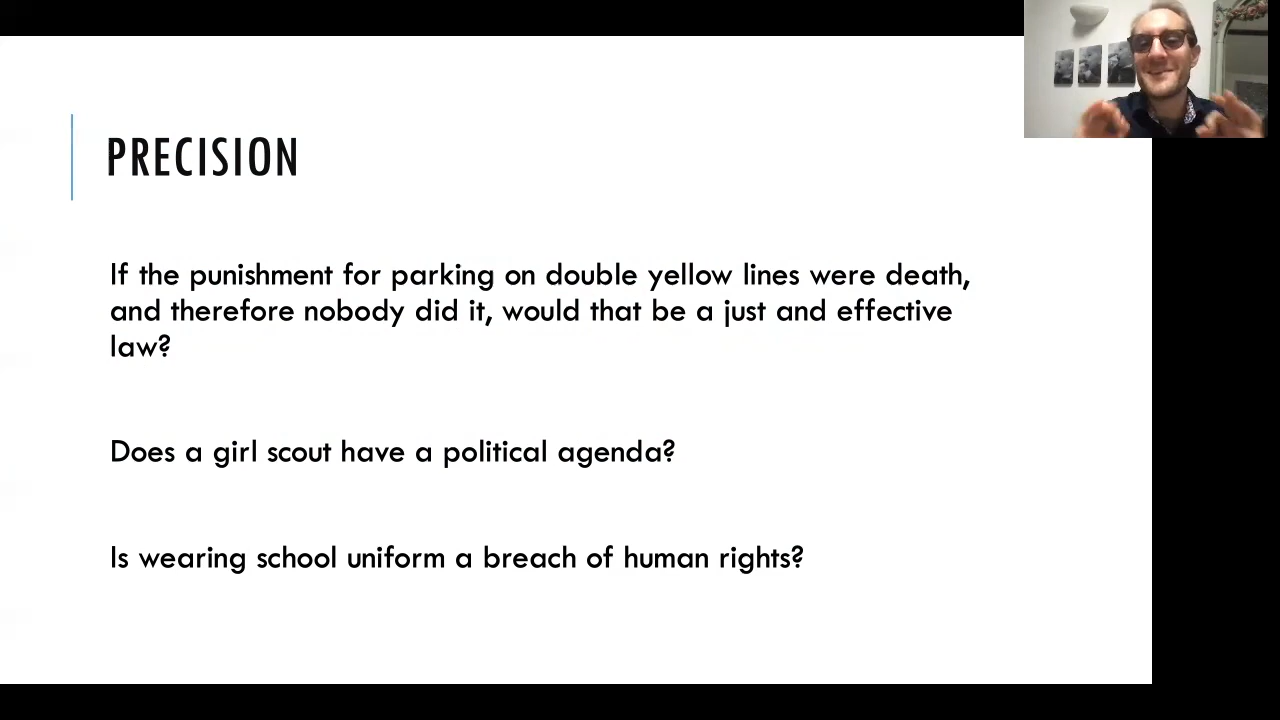 PRECISION
If the punishment for parking on double yellow lines were death,
and therefore nobody did it, would that be a just and effective
law?
Does a girl scout have a political agenda?
Is wearing school uniform a breach of human rights?